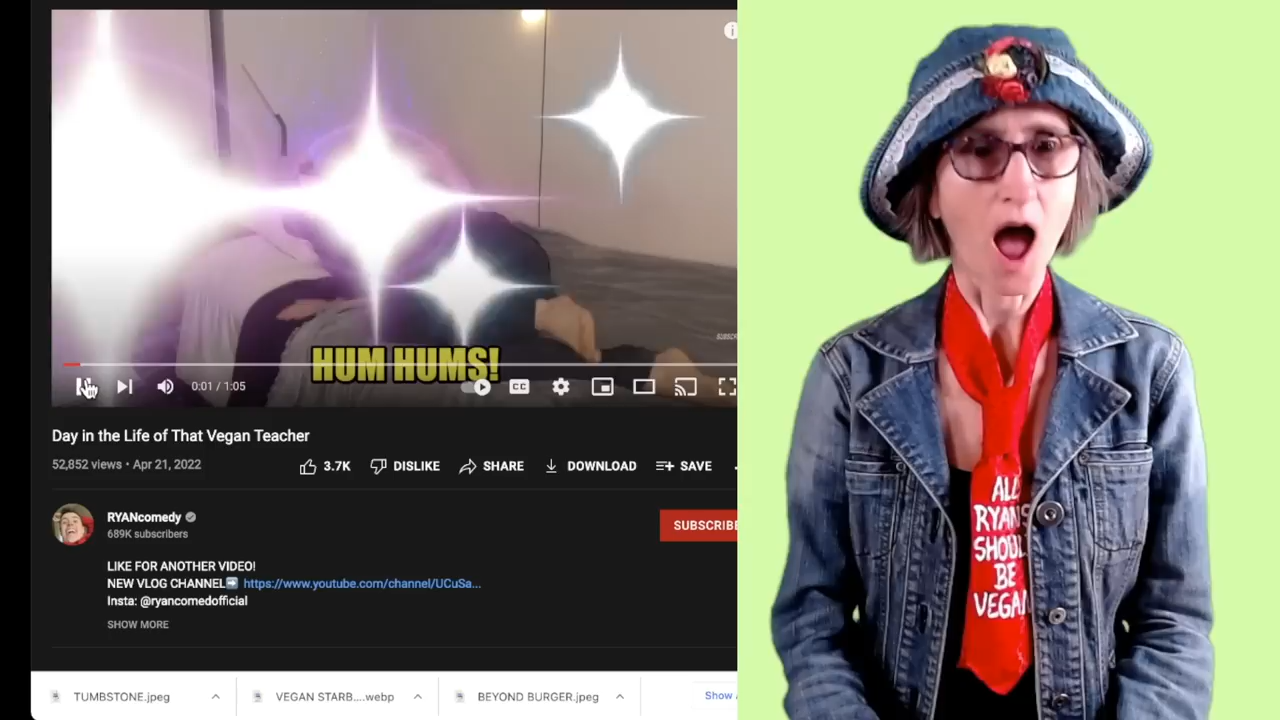 HUM HUMS!
0:01 / 1:05
CC
Day in the Life of That Vegan Teacher
52,852 views • Apr 21, 2022
3.7K
DISLIKE
SHARE
DOWNLOAD
SAVE
RYANcomedy
689K subscribers
SUBSCRIBE
LIKE FOR ANOTHER VIDEO!
NEW VLOG CHANNEL➡ https://www.youtube.com/channel/UCuSa...
Insta: @ryancomedofficial
SHOW MORE
TUMBSTONE.jpeg
VEGAN STARB....webp
BEYOND BURGER.jpeg
Show
ALL
RYANS
SHOULD
BE
VEGAN